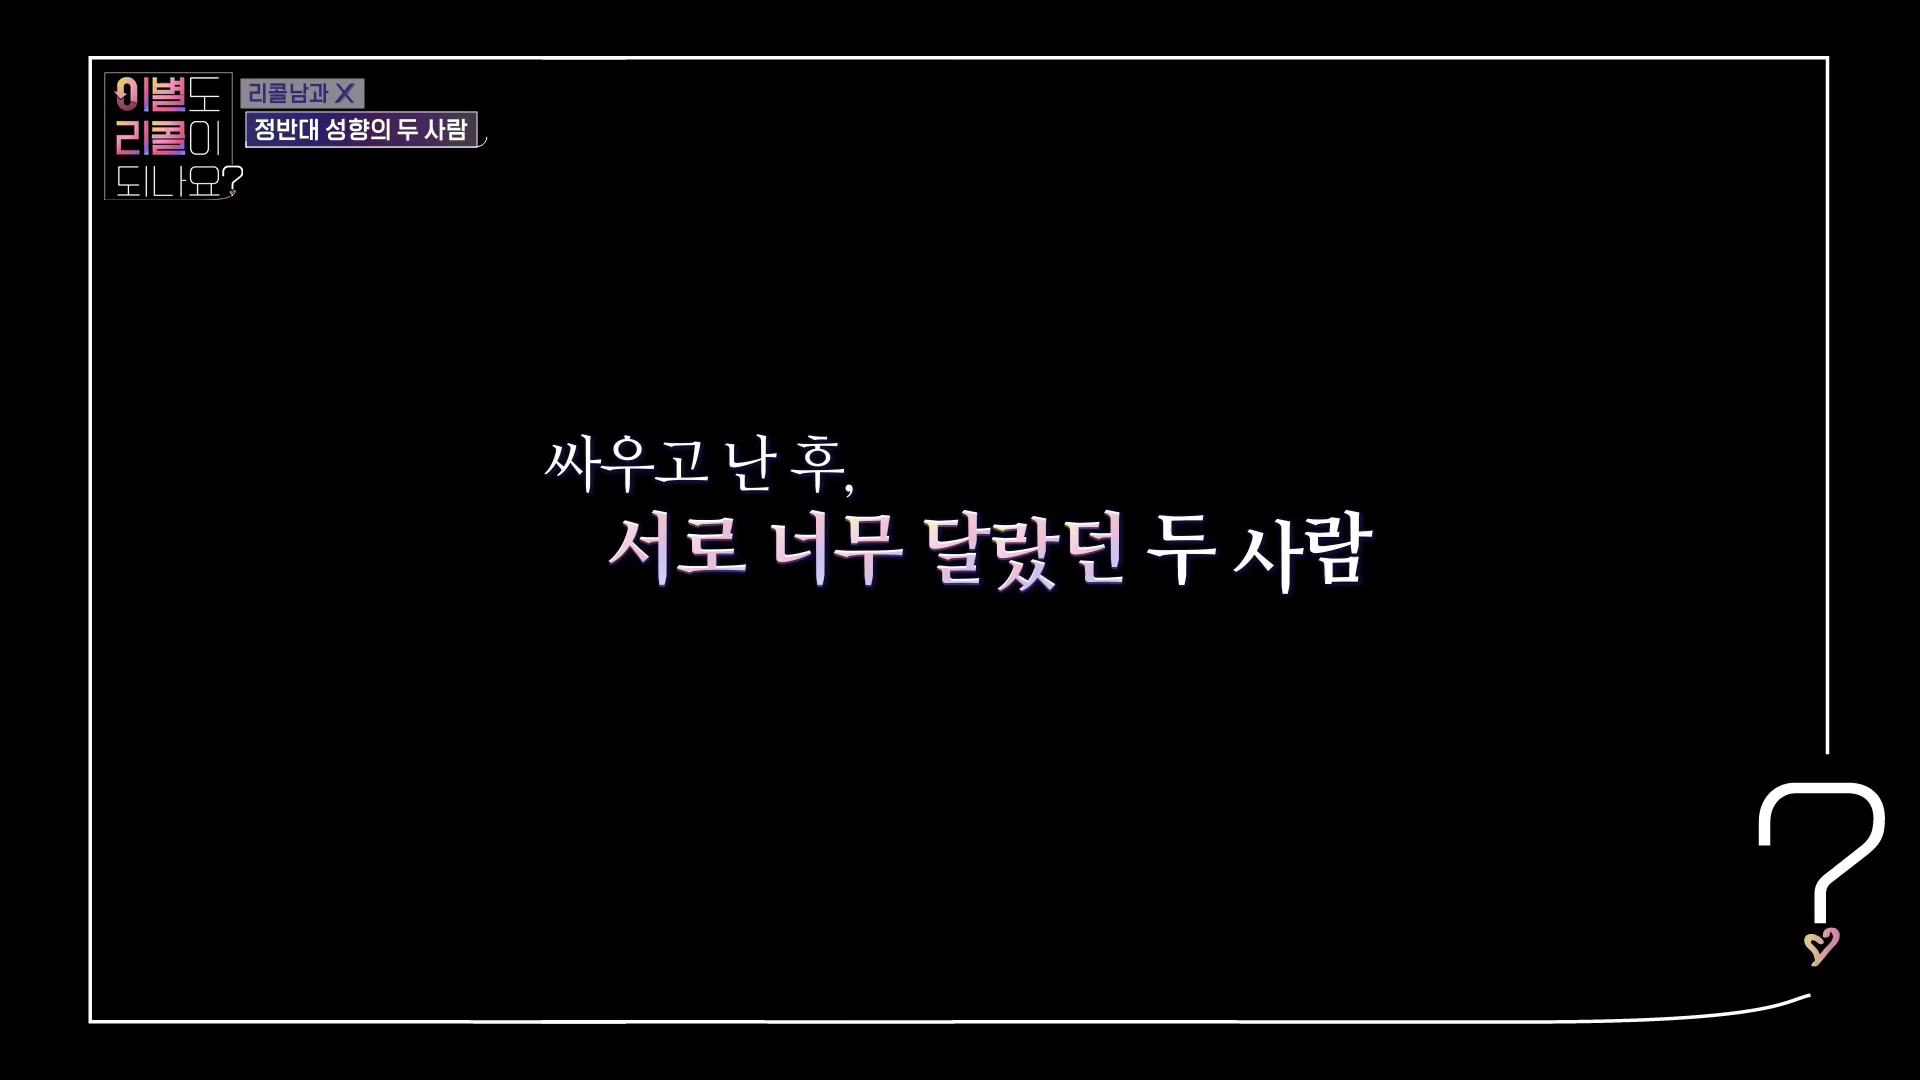 이별도
리콜이
되나요?
리콜남과 X
정반대 성향의 두 사람
싸우고 난 후,
서로 너무 달랐던 두 사람
?